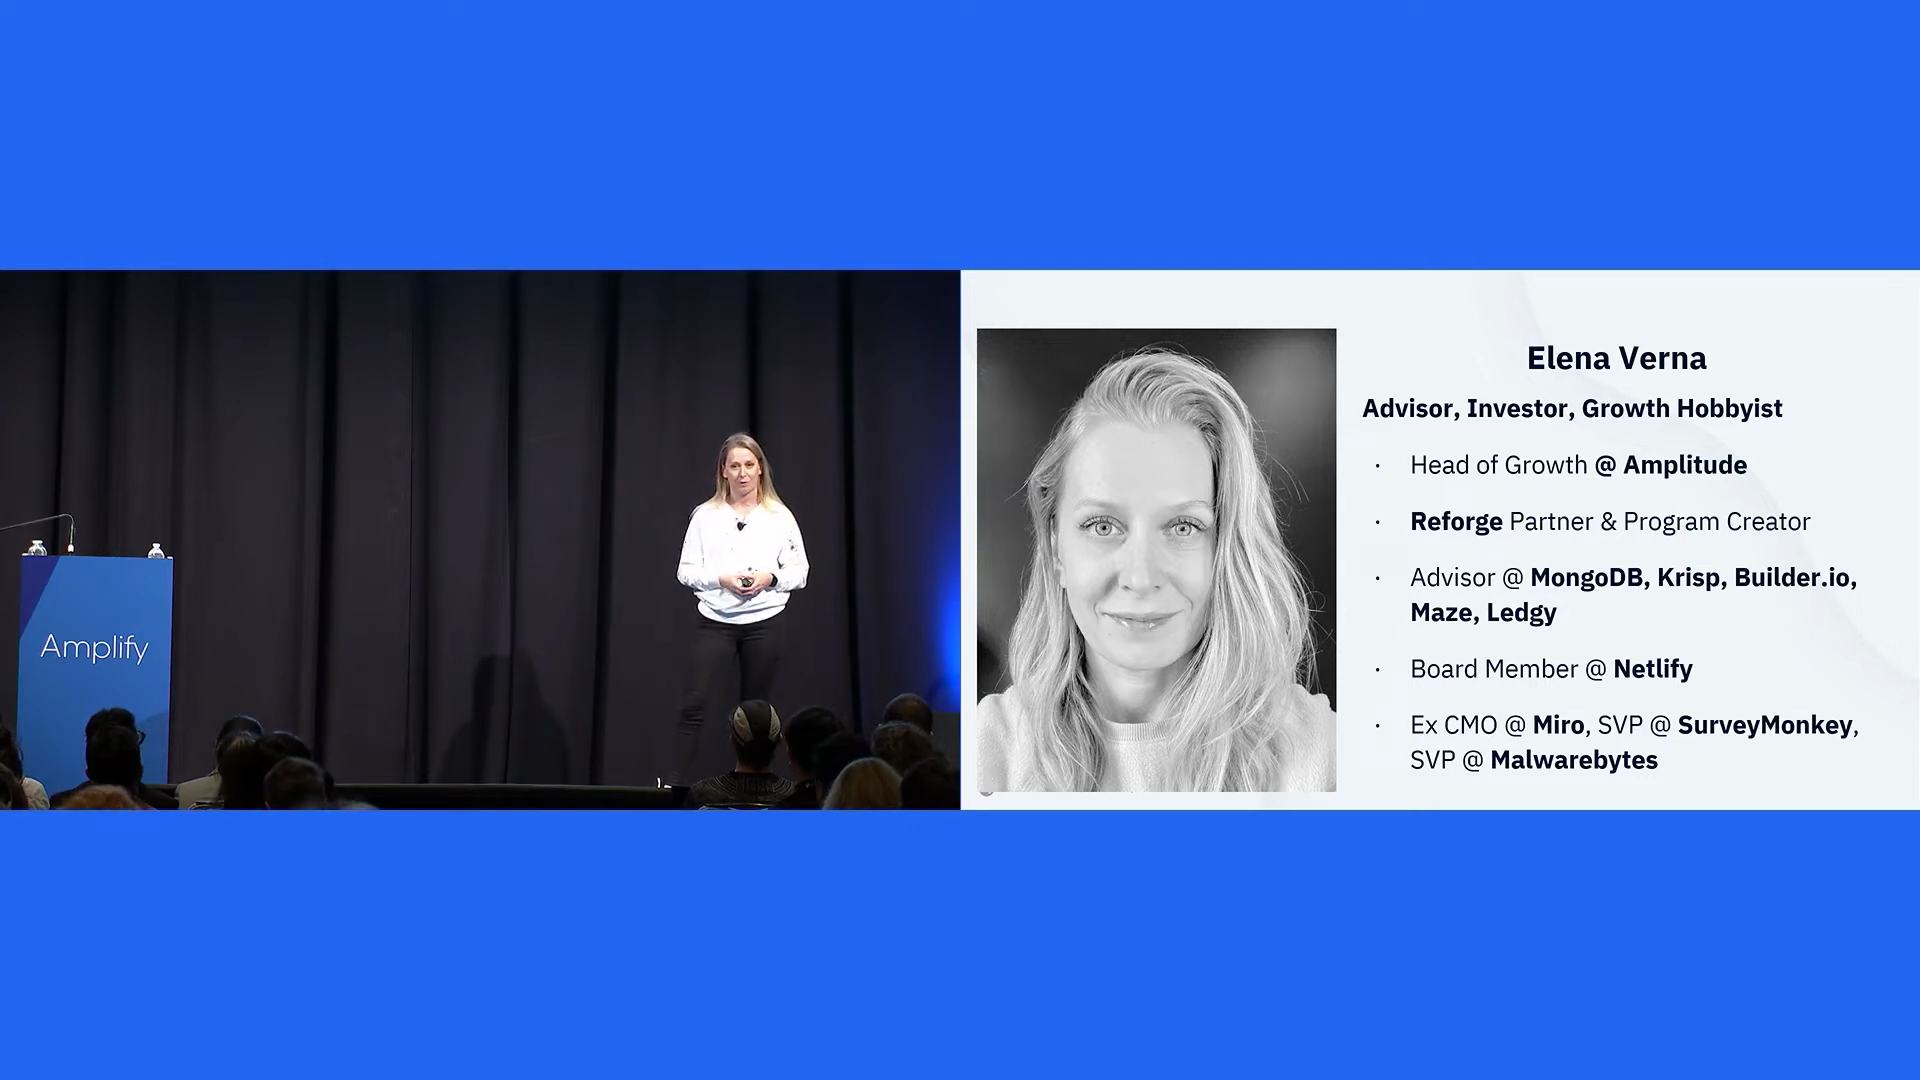 Amplify
Elena Verna
Advisor, Investor, Growth Hobbyist
· Head of Growth @ Amplitude
· Reforge Partner & Program Creator
· Advisor @ MongoDB, Krisp, Builder.io,
Maze, Ledgy
· Board Member @ Netlify
· Ex CMO @ Miro, SVP @ SurveyMonkey,
SVP @ Malwarebytes